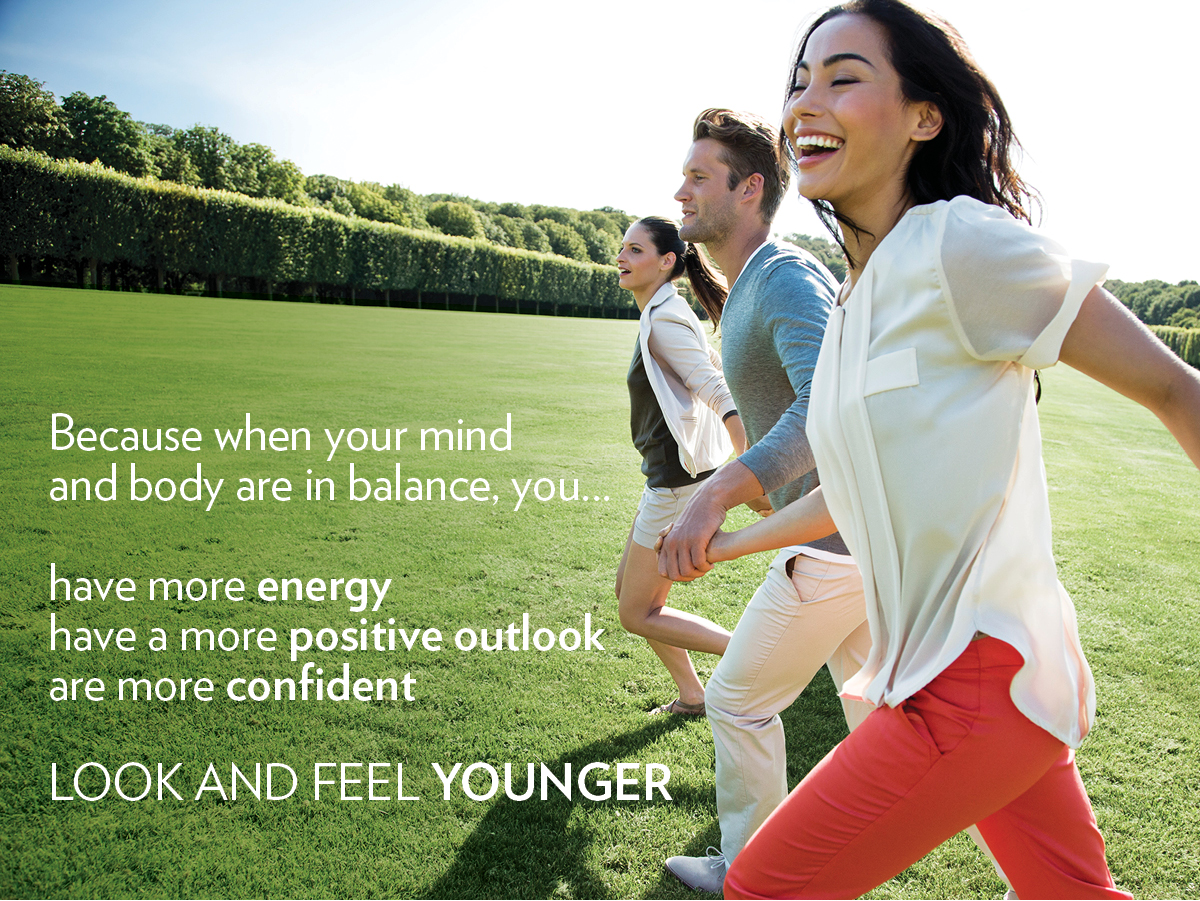 Because when your mind
and body are in balance, you...
have more energy
have a more positive outlook
are more confident
LOOK AND FEEL YOUNGER